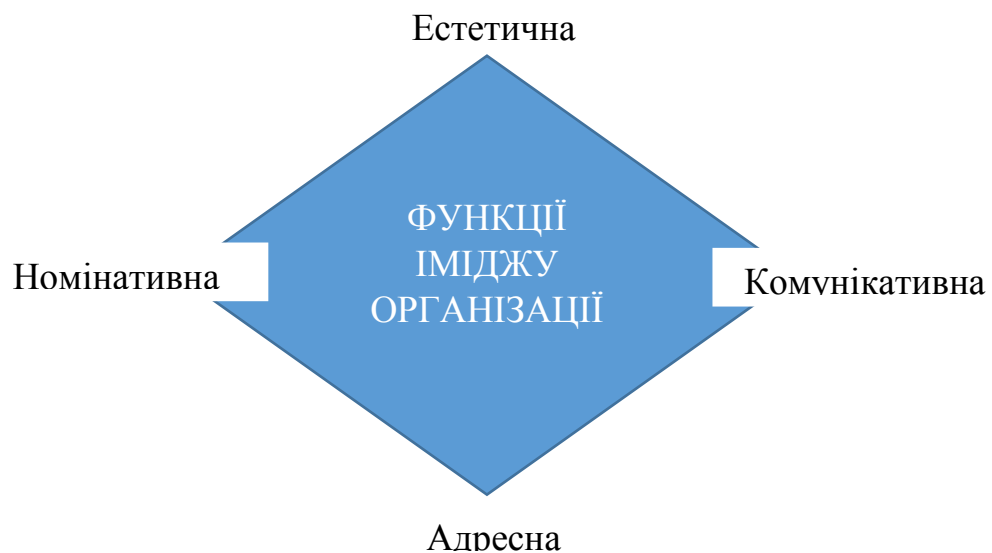 Естетична
ФУНКЦІЇ
ІМІДЖУ
ОРГАНІЗАЦІЇ
Номінативна
Комунікативна
Адресна